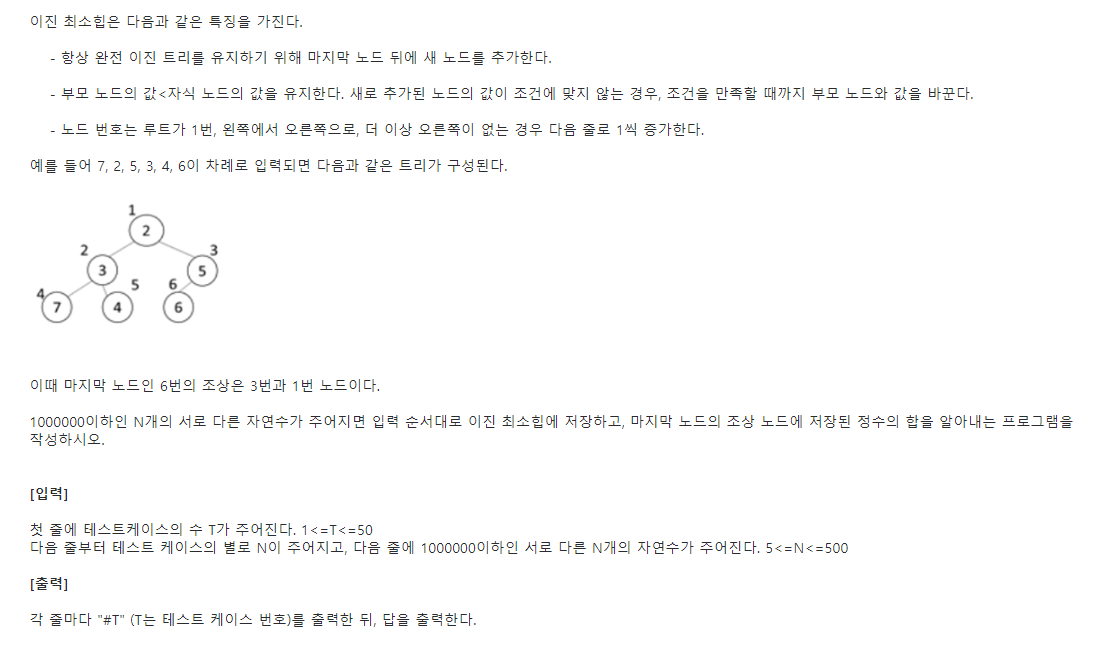 이진 최소힙은 다음과 같은 특징을 가진다.
- 항상 완전 이진 트리를 유지하기 위해 마지막 노드 뒤에 새 노드를 추가한다.
- 부모 노드의 값<자식 노드의 값을 유지한다. 새로 추가된 노드의 값이 조건에 맞지 않는 경우, 조건을 만족할 때까지 부모 노드와 값을 바꾼다.
- 노드 번호는 루트가 1번, 왼쪽에서 오른쪽으로, 더 이상 오른쪽이 없는 경우 다음 줄로 1씩 증가한다.
예를 들어 7, 2, 5, 3, 4, 6이 차례로 입력되면 다음과 같은 트리가 구성된다.
1
2
2
3
3
5
4
5
6
7
4
6
이때 마지막 노드인 6번의 조상은 3번과 1번 노드이다.
1000000이하인 N개의 서로 다른 자연수가 주어지면 입력 순서대로 이진 최소힙에 저장하고, 마지막 노드의 조상 노드에 저장된 정수의 합을 알아내는 프로그램을
작성하시오.
[입력]
첫 줄에 테스트케이스의 수 T가 주어진다. 1<=T<=50
다음 줄부터 테스트 케이스의 별로 N이 주어지고, 다음 줄에 1000000이하인 서로 다른 N개의 자연수가 주어진다. 5<=N<=500
[출력]
각 줄마다 "#T" (T는 테스트 케이스 번호)를 출력한 뒤, 답을 출력한다.